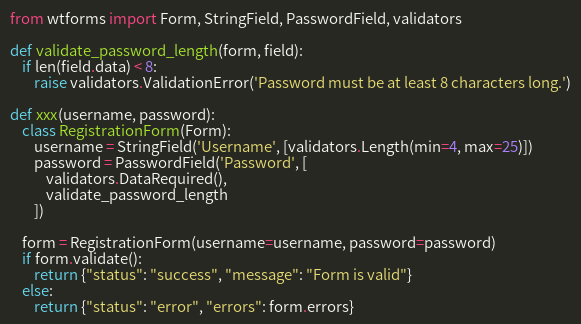 from wtforms import Form, StringField, PasswordField, validators

def validate_password_length(form, field):
    if len(field.data) < 8:
        raise validators.ValidationError('Password must be at least 8 characters long.')

def xxx(username, password):
    class RegistrationForm(Form):
        username = StringField('Username', [validators.Length(min=4, max=25)])
        password = PasswordField('Password', [
            validators.DataRequired(),
            validate_password_length
        ])

    form = RegistrationForm(username=username, password=password)
    if form.validate():
        return {"status": "success", "message": "Form is valid"}
    else:
        return {"status": "error", "errors": form.errors}